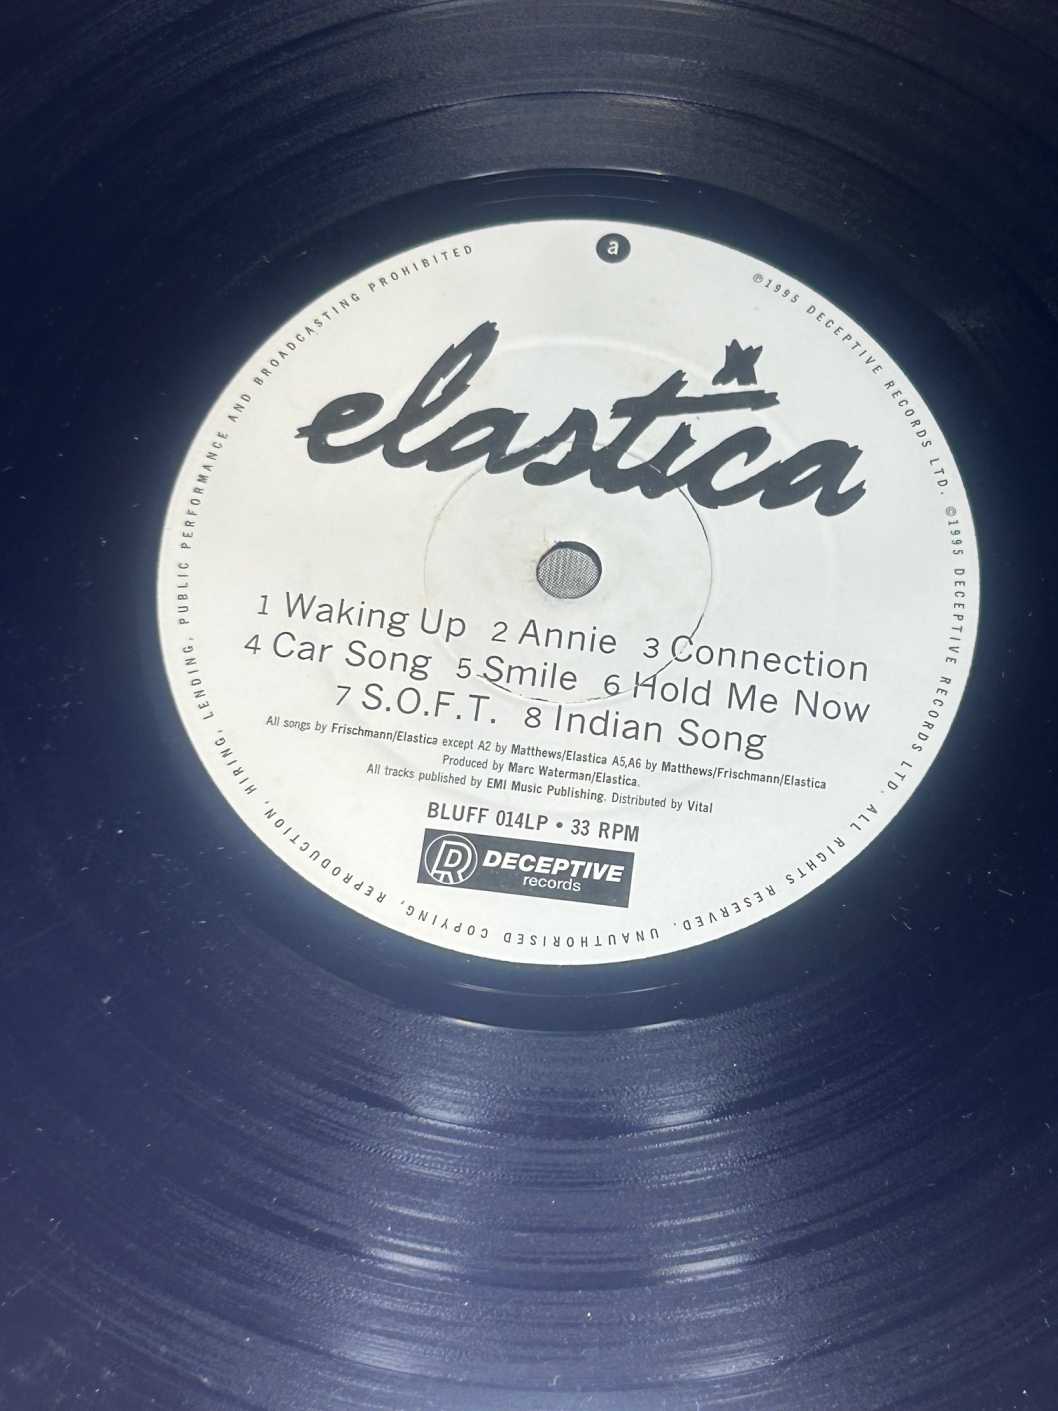 a
elastica
1 Waking Up 2 Annie 3 Connection
4 Car Song 5 Smile 6 Hold Me Now
7 S.O.F.T. 8 Indian Song
All songs by Frischmann/Elastica except A2 by Matthews/Elastica A5,A6 by Matthews/Frischmann/Elastica
Produced by Marc Waterman/Elastica.
All tracks published by EMI Music Publishing. Distributed by Vital
BLUFF 014LP • 33 RPM
DR DECEPTIVE
records
℗1995 DECEPTIVE RECORDS LTD. ©1995 DECEPTIVE RECORDS LTD. ALL RIGHTS RESERVED. UNAUTHORISED COPYING, REPRODUCTION, HIRING, LENDING, PUBLIC PERFORMANCE AND BROADCASTING PROHIBITED